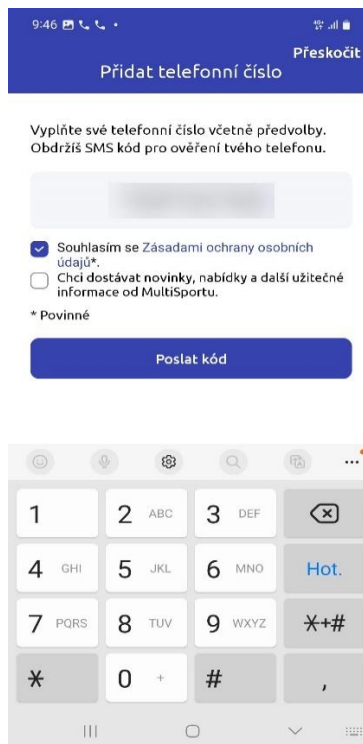 9:46
Přeskočit
Přidat telefonní číslo
Vyplňte své telefonní číslo včetně předvolby.
Obdržíš SMS kód pro ověření tvého telefonu.
Souhlasím se Zásadami ochrany osobních
údajů*.
Chci dostávat novinky, nabídky a další užitečné
informace od MultiSportu.
* Povinné
Poslat kód
1 2 ABC 3 DEF
4 GHI 5 JKL 6 MNO Hot.
7 PQRS 8 TUV 9 WXYZ *+#
* 0 + # ,